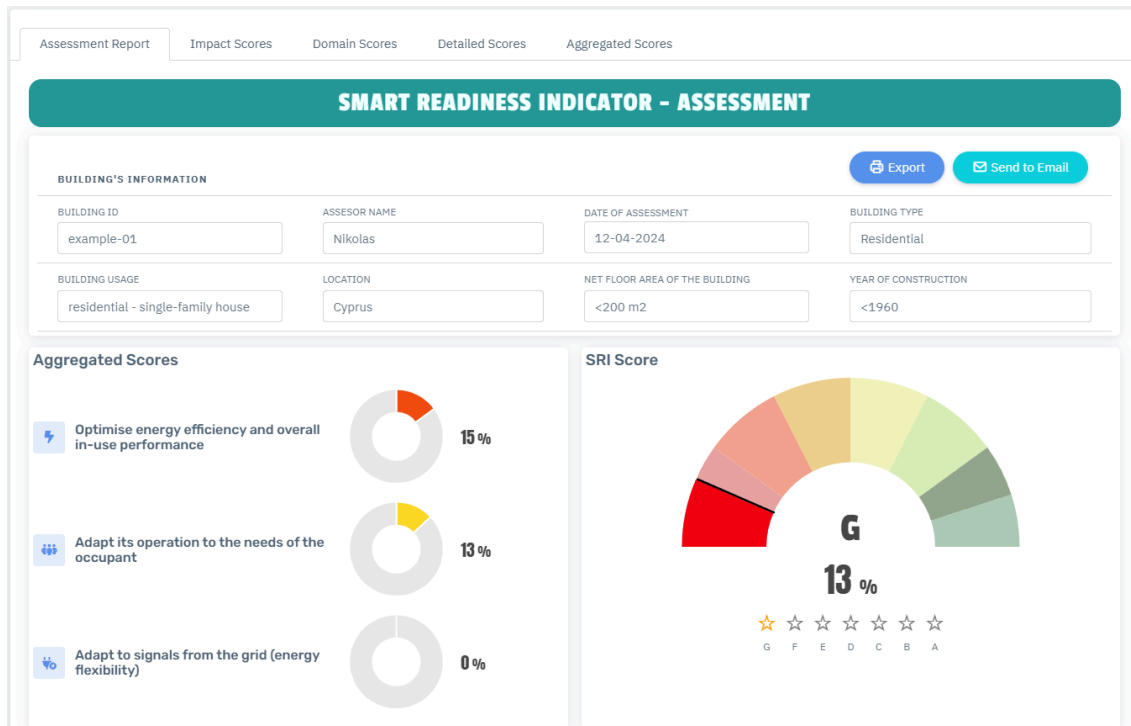 Assessment Report Impact Scores Domain Scores Detailed Scores Aggregated Scores
SMART READINESS INDICATOR - ASSESSMENT
BUILDING'S INFORMATION
Export
Send to Email
BUILDING ID ASSESOR NAME DATE OF ASSESSMENT BUILDING TYPE
example-01 Nikolas 12-04-2024 Residential
BUILDING USAGE LOCATION NET FLOOR AREA OF THE BUILDING YEAR OF CONSTRUCTION
residential - single-family house Cyprus <200 m2 <1960
Aggregated Scores
Optimise energy efficiency and overall
in-use performance
15 %
Adapt its operation to the needs of the
occupant
13 %
Adapt to signals from the grid (energy
flexibility)
0 %
SRI Score
G
13 %
G F E D C B A